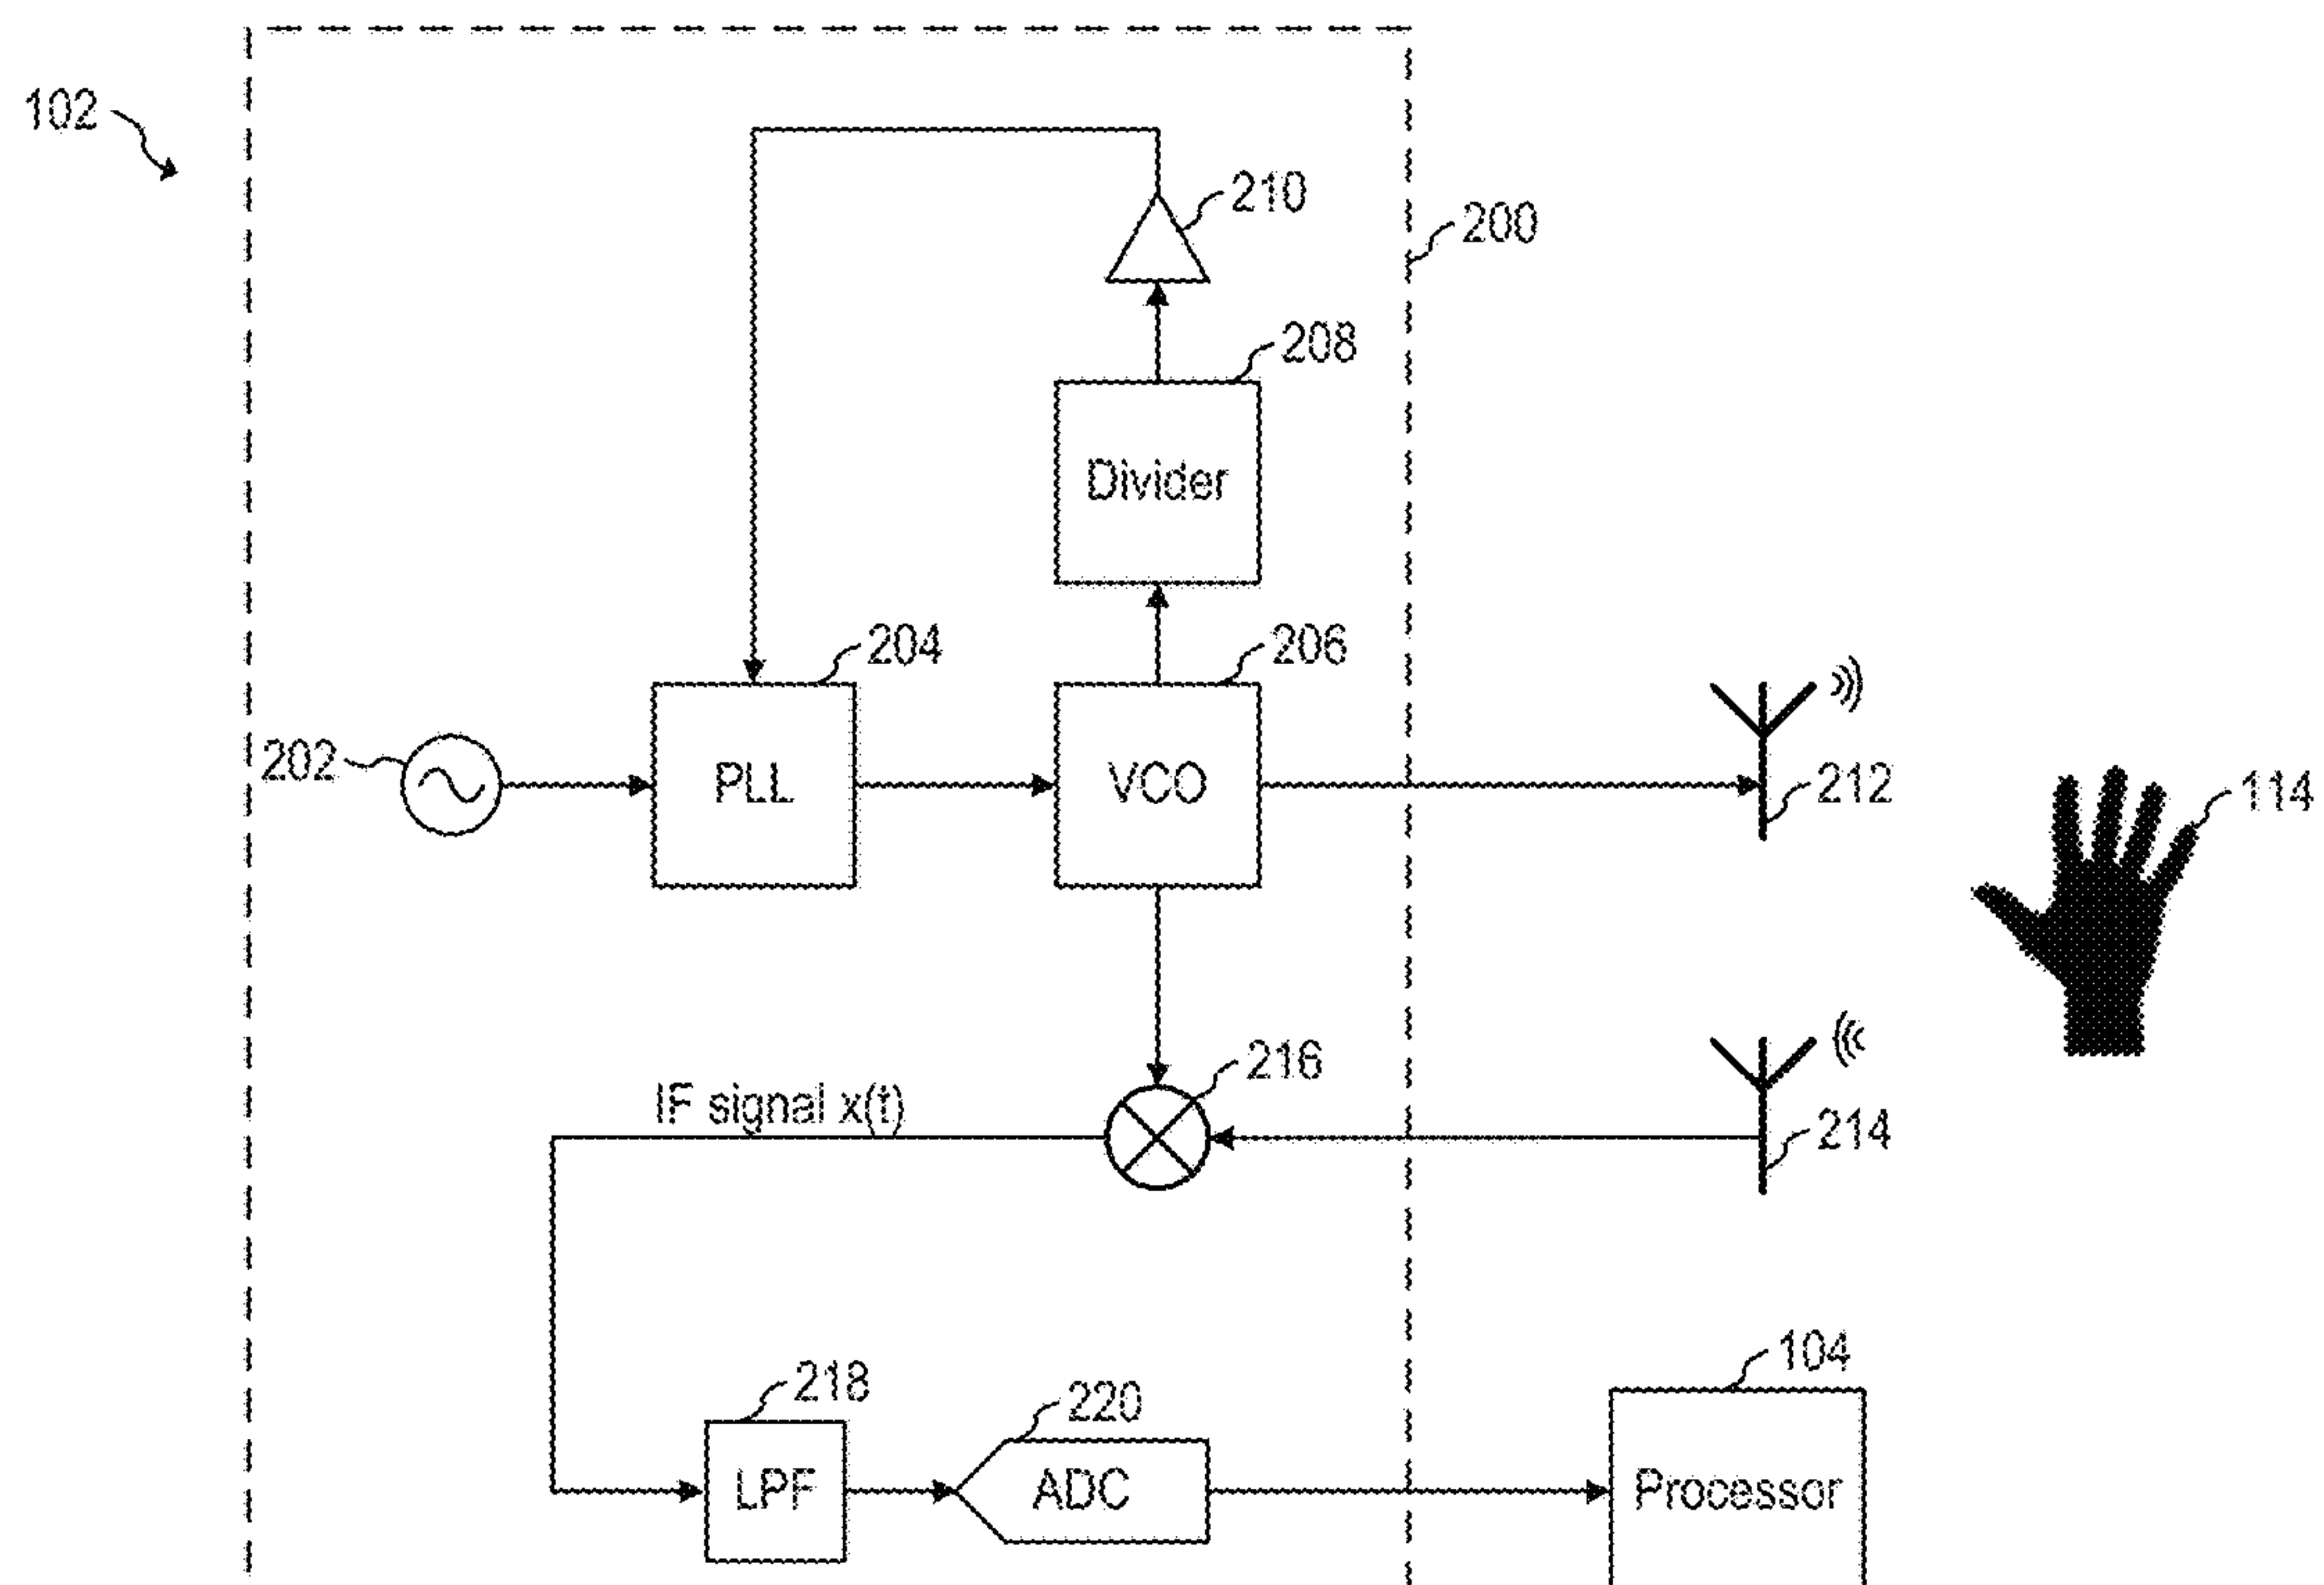 102
210
200
208
Divider
204
206
202
PLL
VCO
212
114
216
IF signal x(t)
214
104
218
220
LPF
ADC
Processor